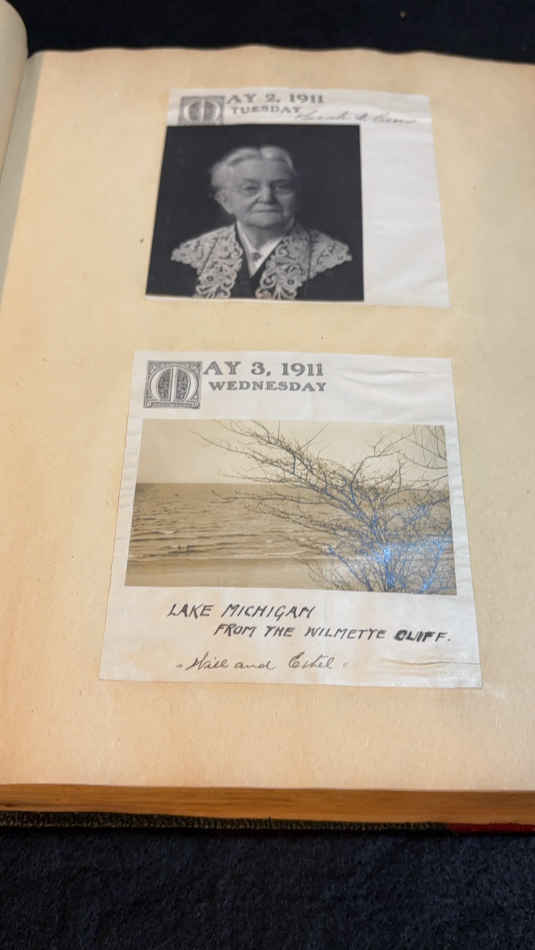 MAY 2, 1911
TUESDAY
MAY 3, 1911
WEDNESDAY
LAKE MICHIGAN
FROM THE WILMETTE CLIFF.
and Ethel